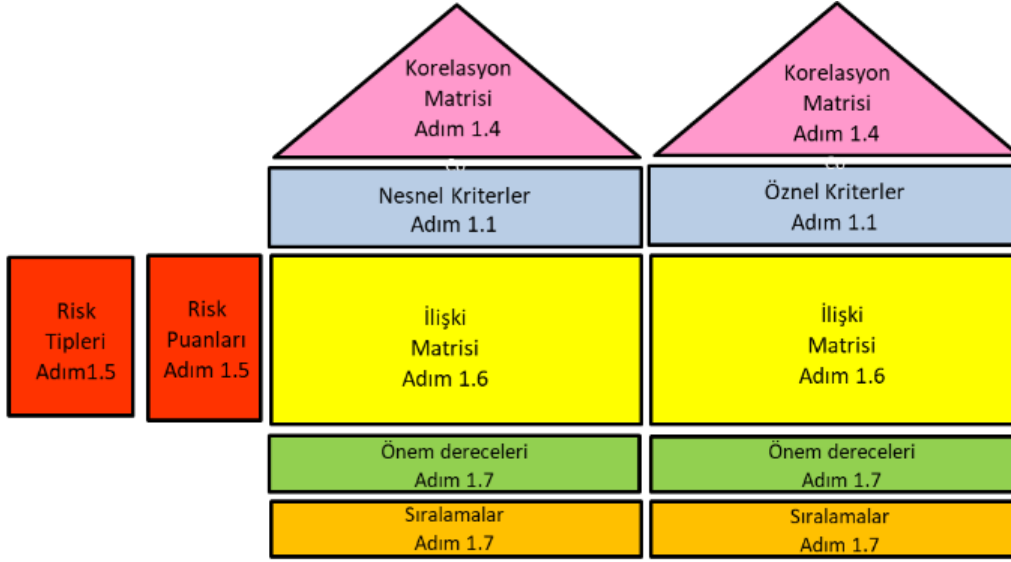 Korelasyon
Matrisi
Adım 1.4
Korelasyon
Matrisi
Adım 1.4
Nesnel Kriterler
Adım 1.1
Öznel Kriterler
Adım 1.1
Risk
Tipleri
Adım1.5
Risk
Puanları
Adım 1.5
İlişki
Matrisi
Adım 1.6
İlişki
Matrisi
Adım 1.6
Önem dereceleri
Adım 1.7
Önem dereceleri
Adım 1.7
Sıralamalar
Adım 1.7
Sıralamalar
Adım 1.7